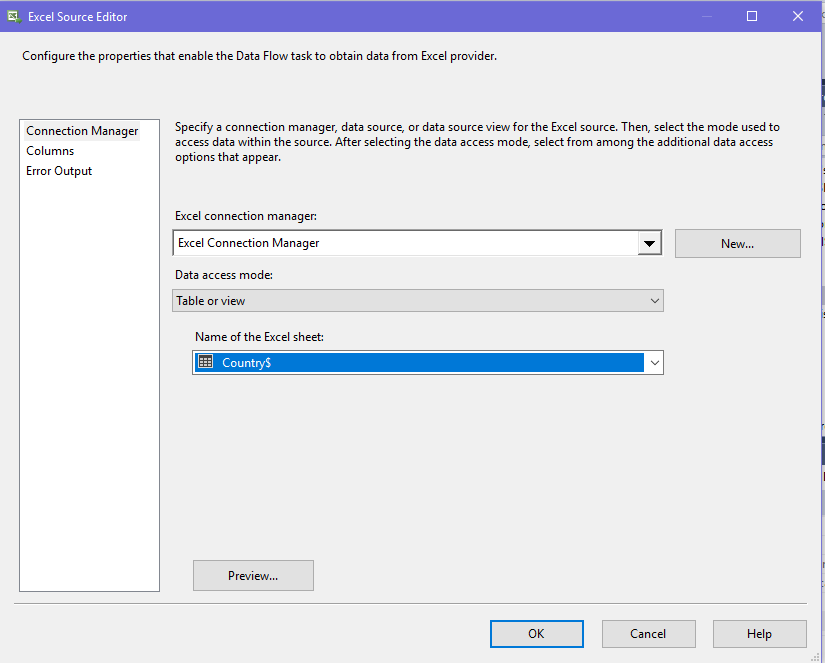 Excel Source Editor
Configure the properties that enable the Data Flow task to obtain data from Excel provider.
Connection Manager
Columns
Error Output
Specify a connection manager, data source, or data source view for the Excel source. Then, select the mode used to
access data within the source. After selecting the data access mode, select from among the additional data access
options that appear.
Excel connection manager:
Excel Connection Manager
New...
Data access mode:
Table or view
Name of the Excel sheet:
Country$
Preview...
OK
Cancel
Help